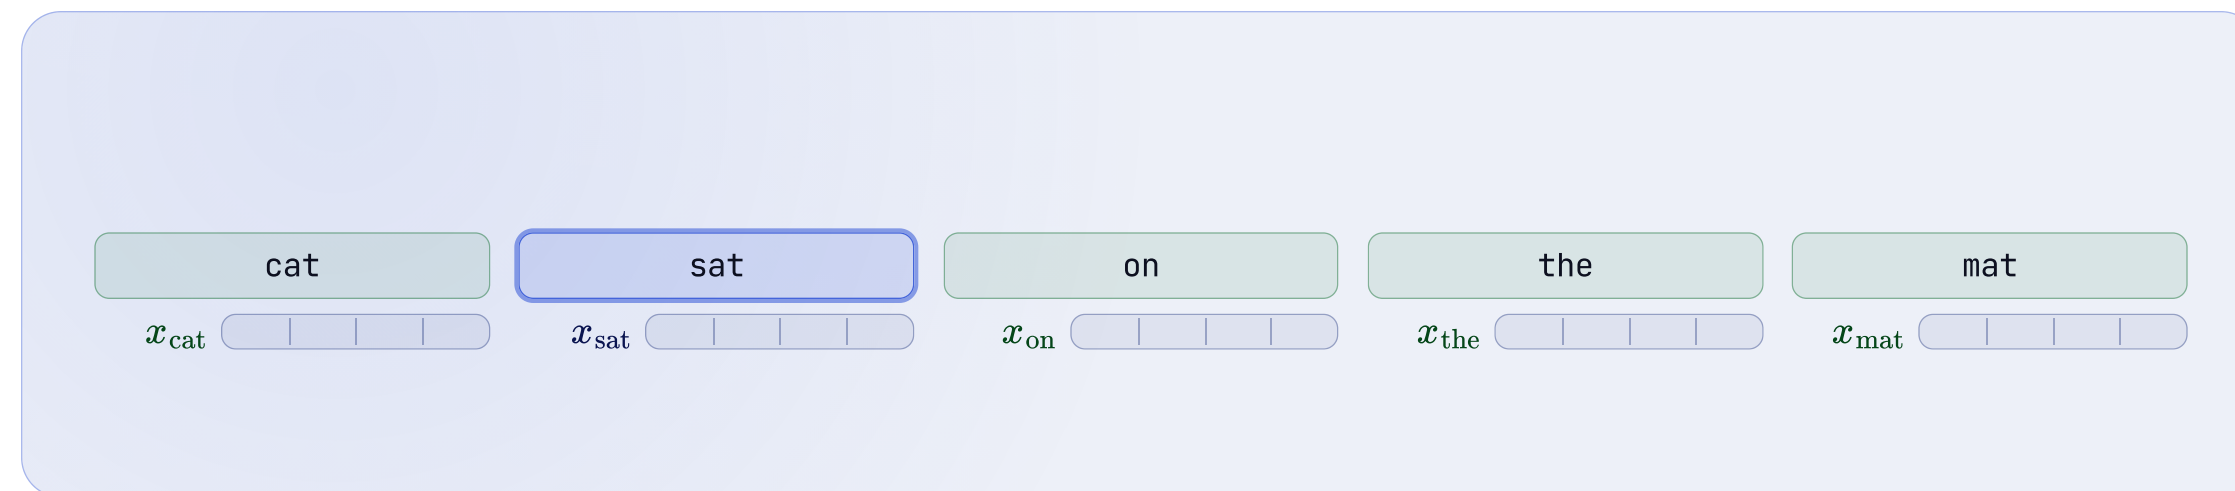 cat sat on the mat
x_cat x_sat x_on x_the x_mat